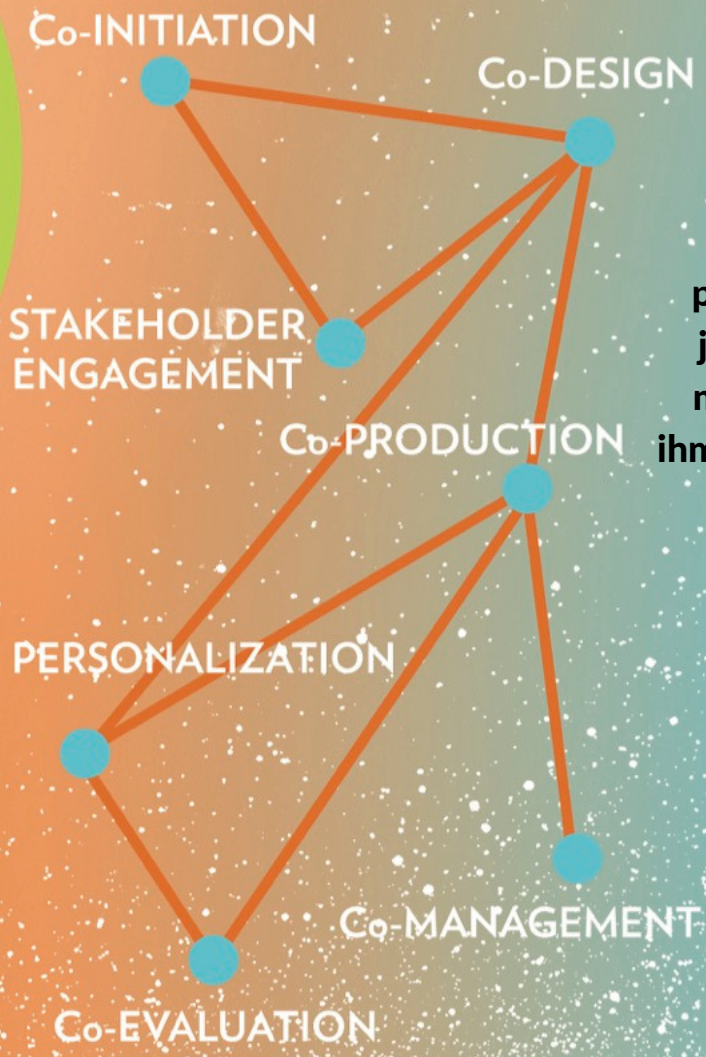 Co-INITIATION
Co-DESIGN
STAKEHOLDER
ENGAGEMENT
Co-PRODUCTION
PERSONALIZATION
Co-MANAGEMENT
Co-EVALUATION